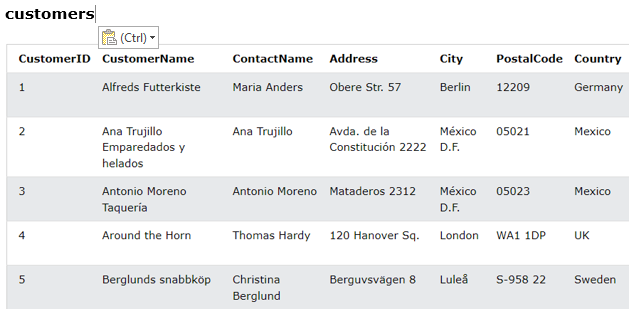 customers
(Ctrl)
CustomerID CustomerName ContactName Address City PostalCode Country
1 Alfreds Futterkiste Maria Anders Obere Str. 57 Berlin 12209 Germany
2 Ana Trujillo Ana Trujillo Avda. de la México 05021 Mexico
Emparedados y Constitución 2222 D.F.
helados
3 Antonio Moreno Antonio Moreno Mataderos 2312 México 05023 Mexico
Taquería D.F.
4 Around the Horn Thomas Hardy 120 Hanover Sq. London WA1 1DP UK
5 Berglunds snabbköp Christina Berguvsvägen 8 Luleå S-958 22 Sweden
Berglund